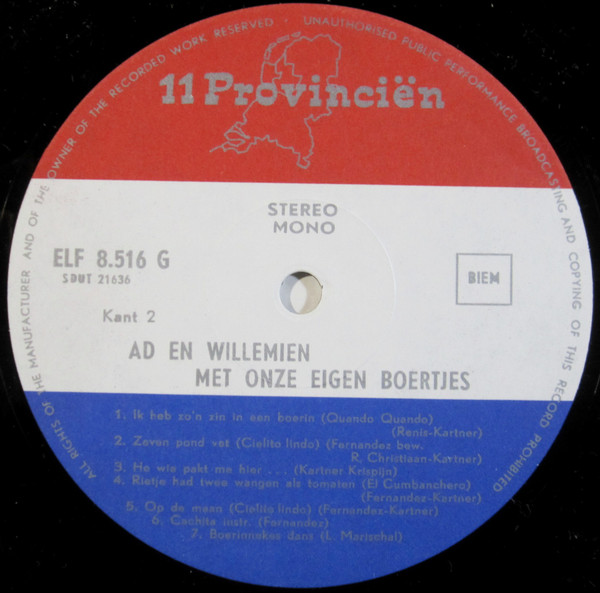 ALL RIGHTS OF THE MANUFACTURER AND OF THE OWNER OF THE RECORDED WORK RESERVED · UNAUTHORISED PUBLIC PERFORMANCE BROADCASTING AND COPYING OF THIS RECORD PROHIBITED
11 Provinciën
STEREO
MONO
ELF 8.516 G
SDUT 21636
BIEM
Kant 2
AD EN WILLEMIEN
MET ONZE EIGEN BOERTJES
1. Ik heb zo'n zin in een boerin (Quando Quando)
(Renis-Kartner)
2. Zeven pond vet (Cielito lindo) (Fernandez bew.
R. Christiaan-Kartner)
3. He wie pakt me hier . . . (Kartner Krispijn)
4. Rietje had twee wangen als tomaten (El Cumbanchero)
(Fernandez-Kartner)
5. Op de maan (Cielito lindo) (Fernandez-Kartner)
6. Cachita instr. (Fernandez)
7. Boerinnekes dans (L. Marischal)